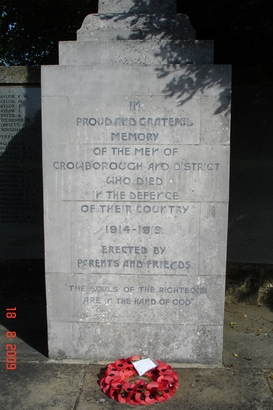 IN
PROUD AND GRATEFUL
MEMORY
OF THE MEN OF
CROWBOROUGH AND DISTRICT
WHO DIED
IN THE DEFENCE
OF THEIR COUNTRY
1914-1919
ERECTED BY
PARENTS AND FRIENDS
"THE SOULS OF THE RIGHTEOUS
ARE IN THE HAND OF GOD"
18 8 2009